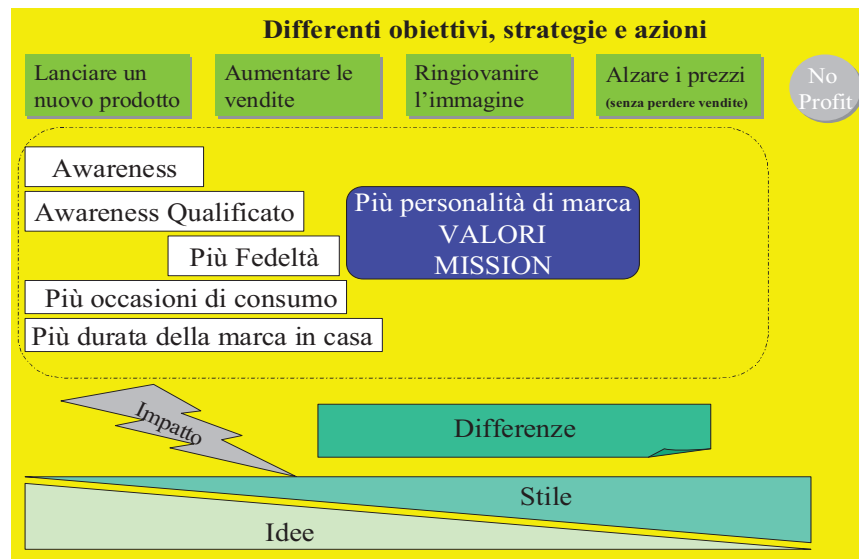 Differenti obiettivi, strategie e azioni
Lanciare un
nuovo prodotto
Aumentare le
vendite
Ringiovanire
l’immagine
Alzare i prezzi
(senza perdere vendite)
No
Profit
Awareness
Awareness Qualificato
Più Fedeltà
Più occasioni di consumo
Più durata della marca in casa
Più personalità di marca
VALORI
MISSION
Impatto
Differenze
Stile
Idee